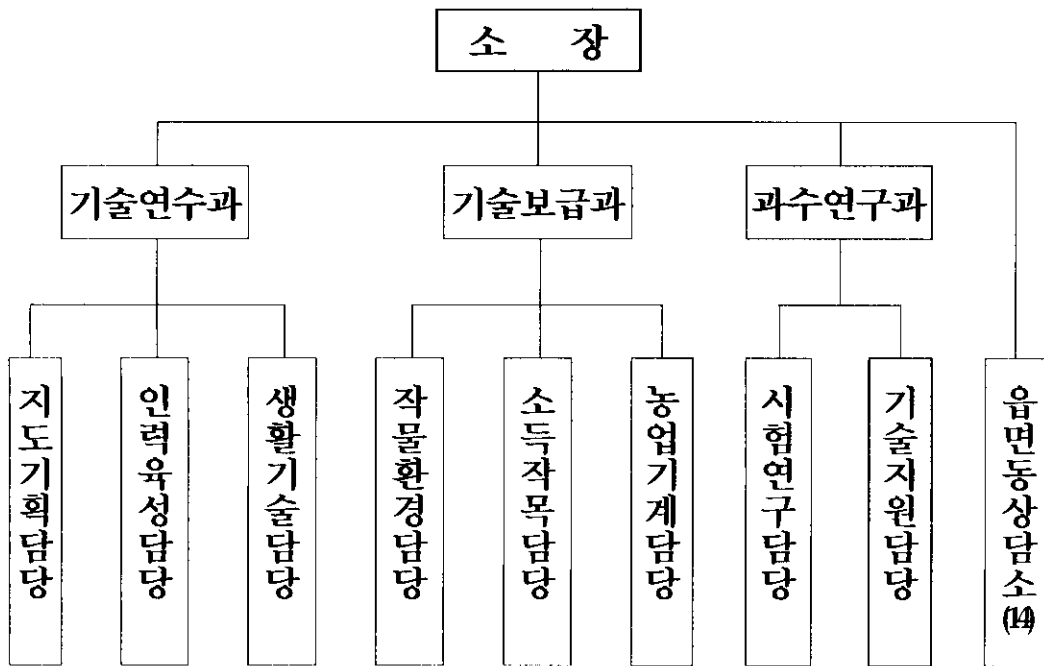 소 장
기술연수과
기술보급과
과수연구과
지도기획담당
인력육성담당
생활기술담당
작물환경담당
소득작목담당
농업기계담당
시험연구담당
기술지원담당
읍면동상담소(14)